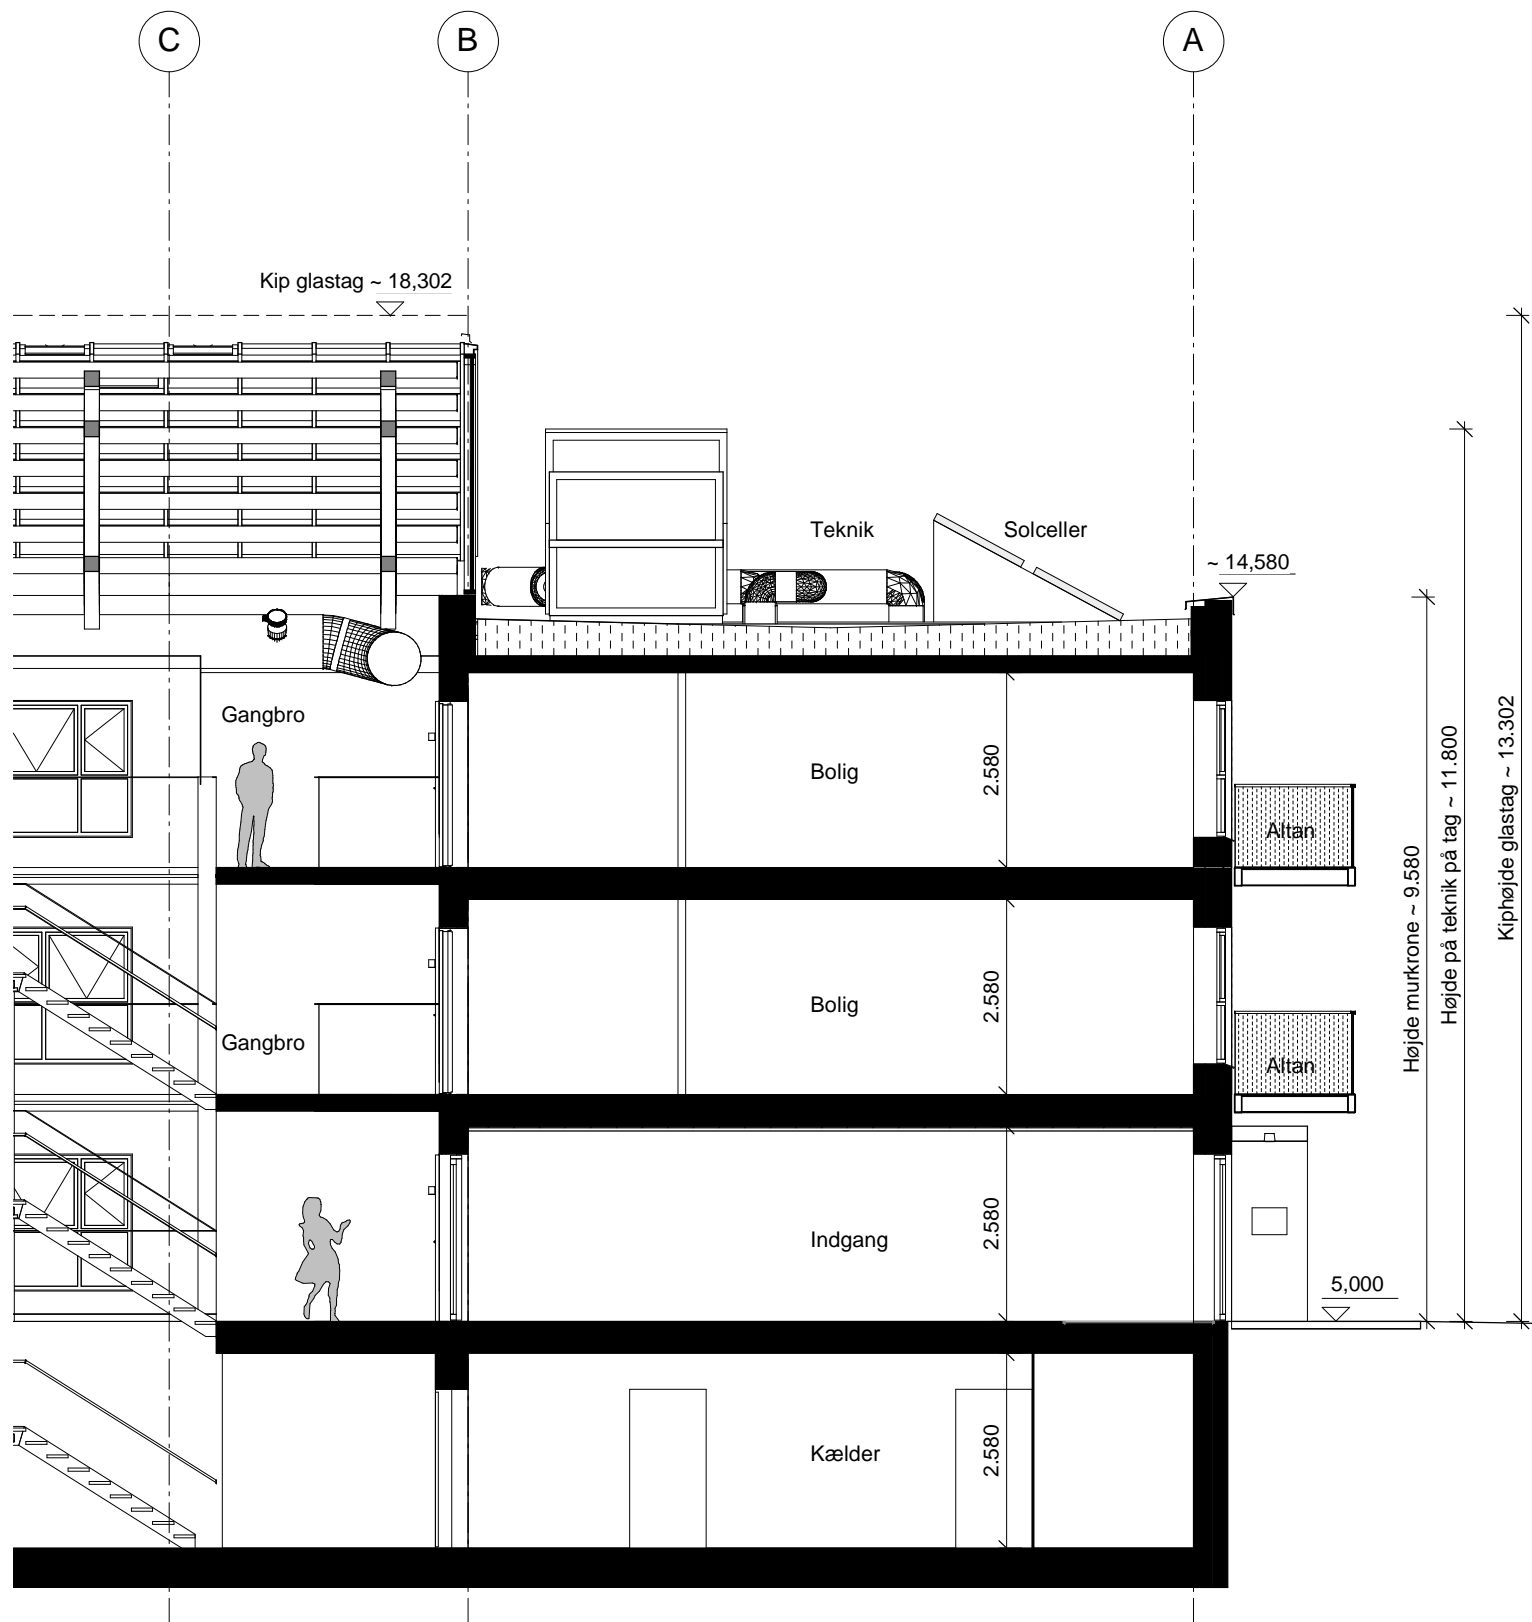 C
B
A
Kip glastag ~ 18,302
Teknik
Solceller
~ 14,580
Gangbro
Bolig
2.580
Altan
Højde murkrone ~ 9.580
Højde på teknik på tag ~ 11.800
Kiphøjde glastag ~ 13.302
Gangbro
Bolig
2.580
Altan
Indgang
2.580
5,000
Kælder
2.580